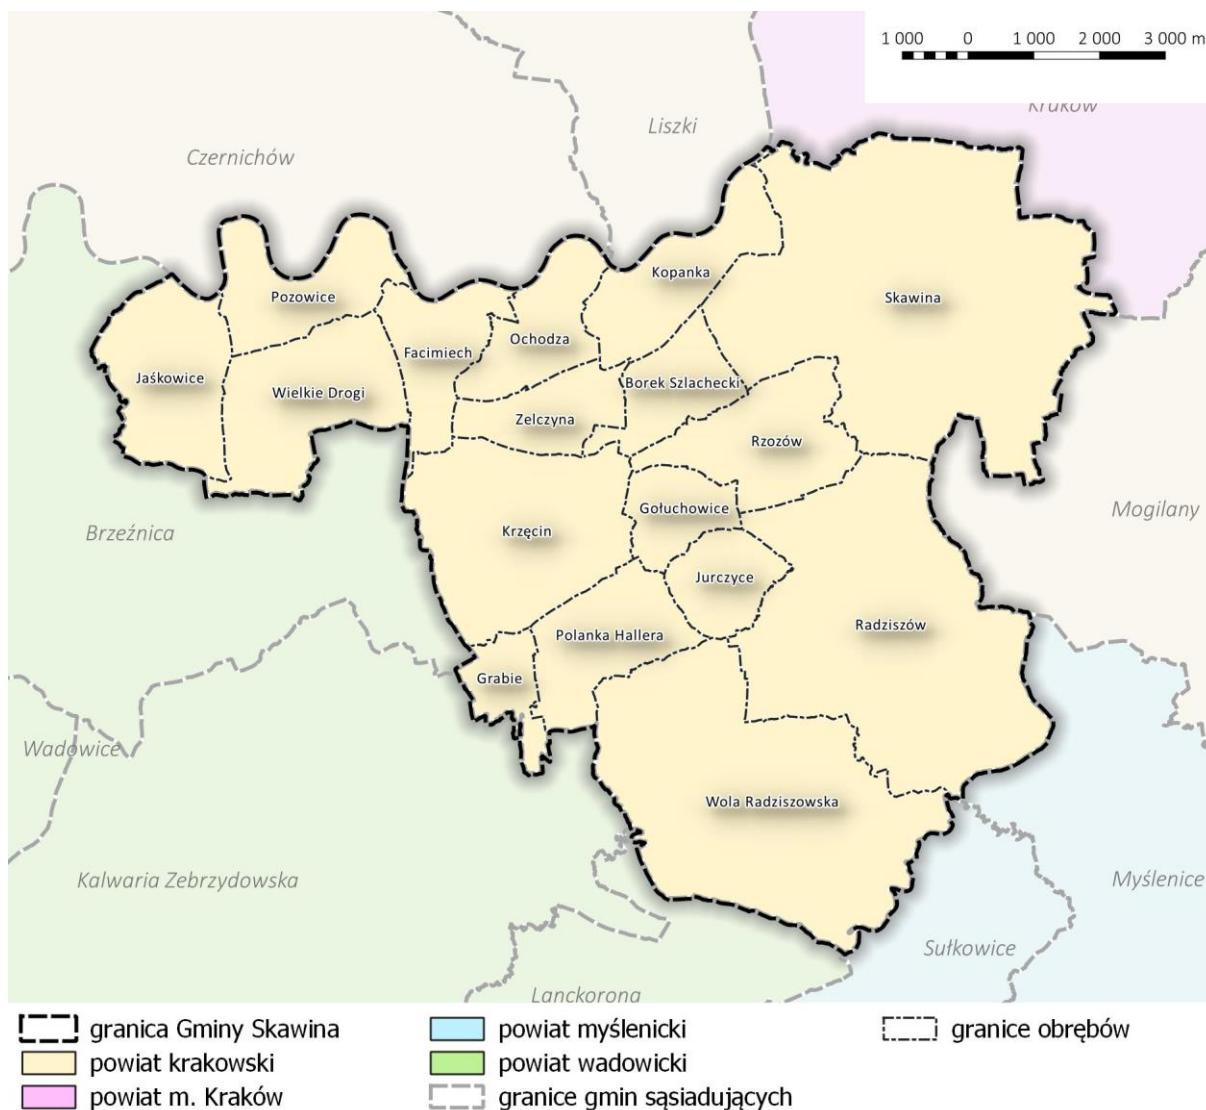 1 000 0 1 000 2 000 3 000 m
Kraków
Liszki
Czernichów
Kopanka
Pozowice
Skawina
Ochodza
Facimiech
Jaśkowice
Borek Szlachecki
Wielkie Drogi
Zelczyna
Rzozów
Gołuchowice
Mogilany
Krzęcin
Brzeźnica
Jurczyce
Radziszów
Polanka Hallera
Grabie
Wadowice
Wola Radziszowska
Kalwaria Zebrzydowska
Myślenice
Sułkowice
Lanckorona
granica Gminy Skawina
powiat krakowski
powiat m. Kraków
powiat myślenicki
powiat wadowicki
granice gmin sąsiadujących
granice obrębów